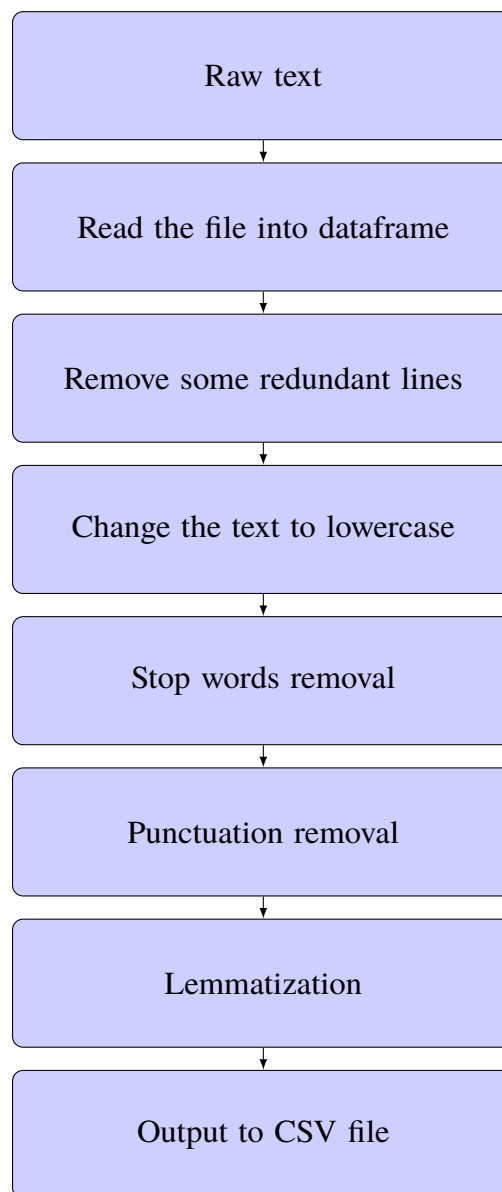 Raw text
Read the file into dataframe
Remove some redundant lines
Change the text to lowercase
Stop words removal
Punctuation removal
Lemmatization
Output to CSV file